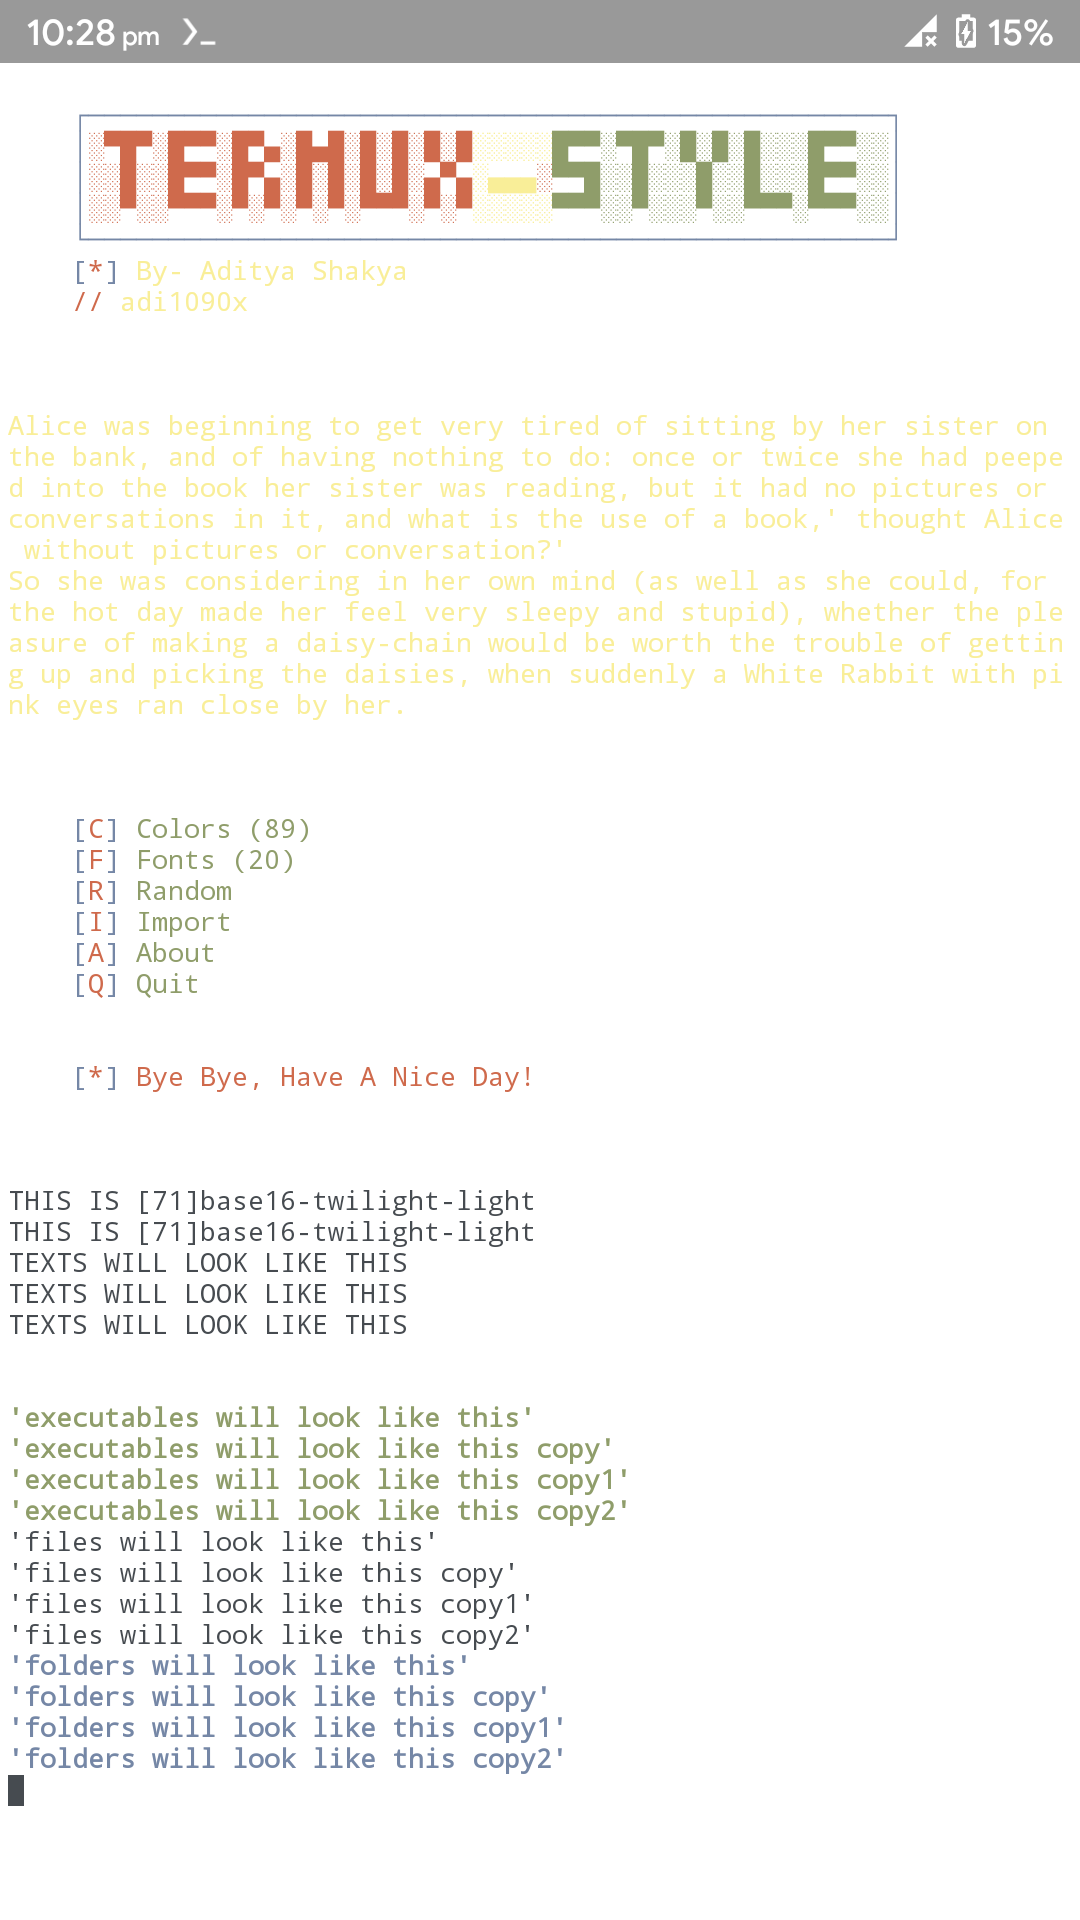 10:28 pm 15%
TERMUX-STYLE
[*] By- Aditya Shakya
// adi1090x
Alice was beginning to get very tired of sitting by her sister on
the bank, and of having nothing to do: once or twice she had peepe
d into the book her sister was reading, but it had no pictures or
conversations in it, and what is the use of a book,' thought Alice
without pictures or conversation?'
So she was considering in her own mind (as well as she could, for
the hot day made her feel very sleepy and stupid), whether the ple
asure of making a daisy-chain would be worth the trouble of gettin
g up and picking the daisies, when suddenly a White Rabbit with pi
nk eyes ran close by her.
[C] Colors (89)
[F] Fonts (20)
[R] Random
[I] Import
[A] About
[Q] Quit
[*] Bye Bye, Have A Nice Day!
THIS IS [71]base16-twilight-light
THIS IS [71]base16-twilight-light
TEXTS WILL LOOK LIKE THIS
TEXTS WILL LOOK LIKE THIS
TEXTS WILL LOOK LIKE THIS
'executables will look like this'
'executables will look like this copy'
'executables will look like this copy1'
'executables will look like this copy2'
'files will look like this'
'files will look like this copy'
'files will look like this copy1'
'files will look like this copy2'
'folders will look like this'
'folders will look like this copy'
'folders will look like this copy1'
'folders will look like this copy2'